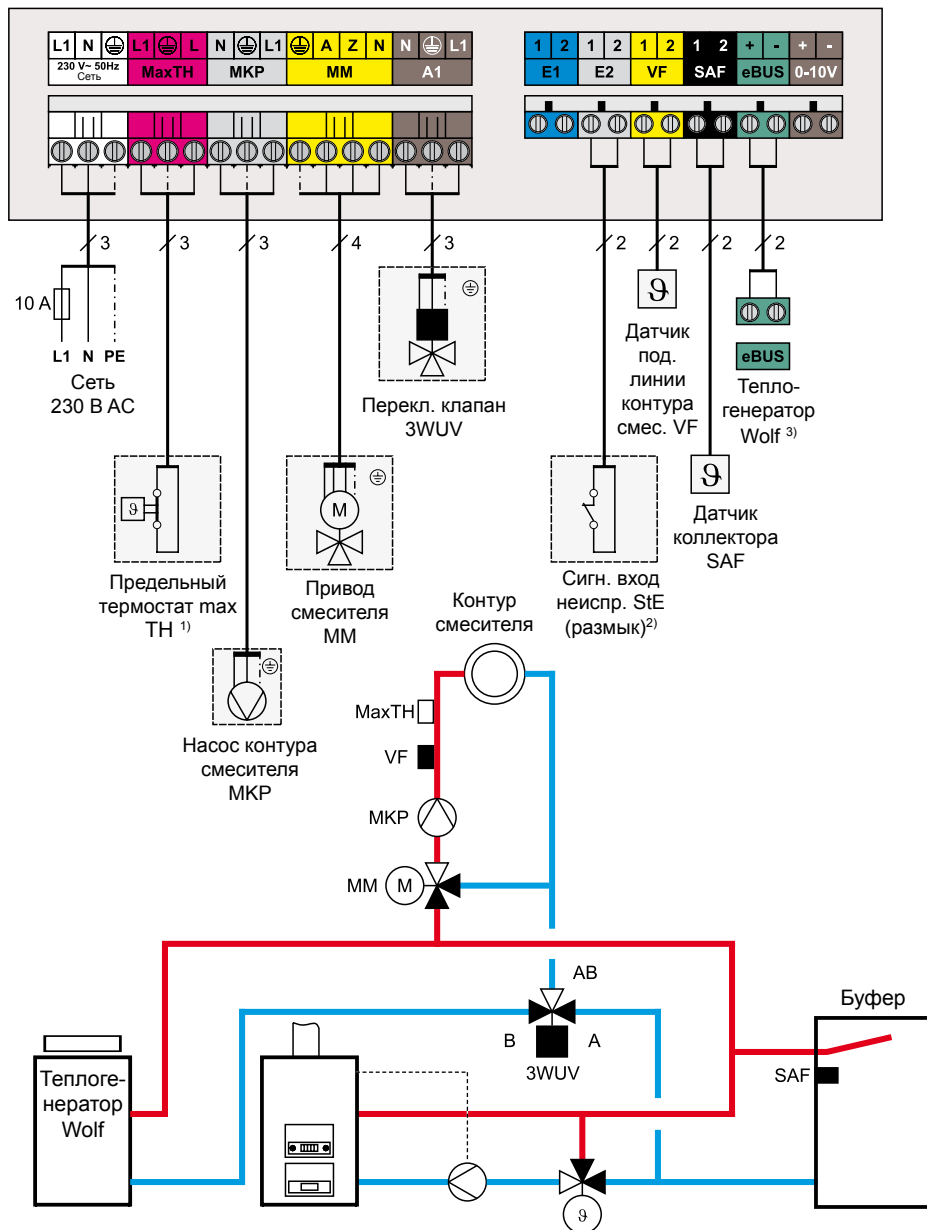 L1 N L1 L N L1 A Z N N L1
230 V~ 50Hz
Сеть
MaxTH MKP MM A1
1 2 1 2 1 2 1 2 + - + -
E1 E2 VF SAF eBUS 0-10V
3 3 3 4 3 2 2 2 2
10 A
L1 N PE
Сеть
230 В AC
Перекл. клапан
3WUV
ϑ
Датчик
под.
линии
контура
смес. VF
eBUS
Тепло-
генератор
Wolf 3)
ϑ
Предельный
термостат max
TH 1)
M
Привод
смесителя
MM
Сигн. вход
неиспр. StE
(размык)2)
ϑ
Датчик
коллектора
SAF
Насос контура
смесителя
MKP
Контур
смесителя
MaxTH
VF
MKP
MM M
AB
B A
3WUV
Буфер
SAF
Теплоге-
нератор
Wolf
ϑ